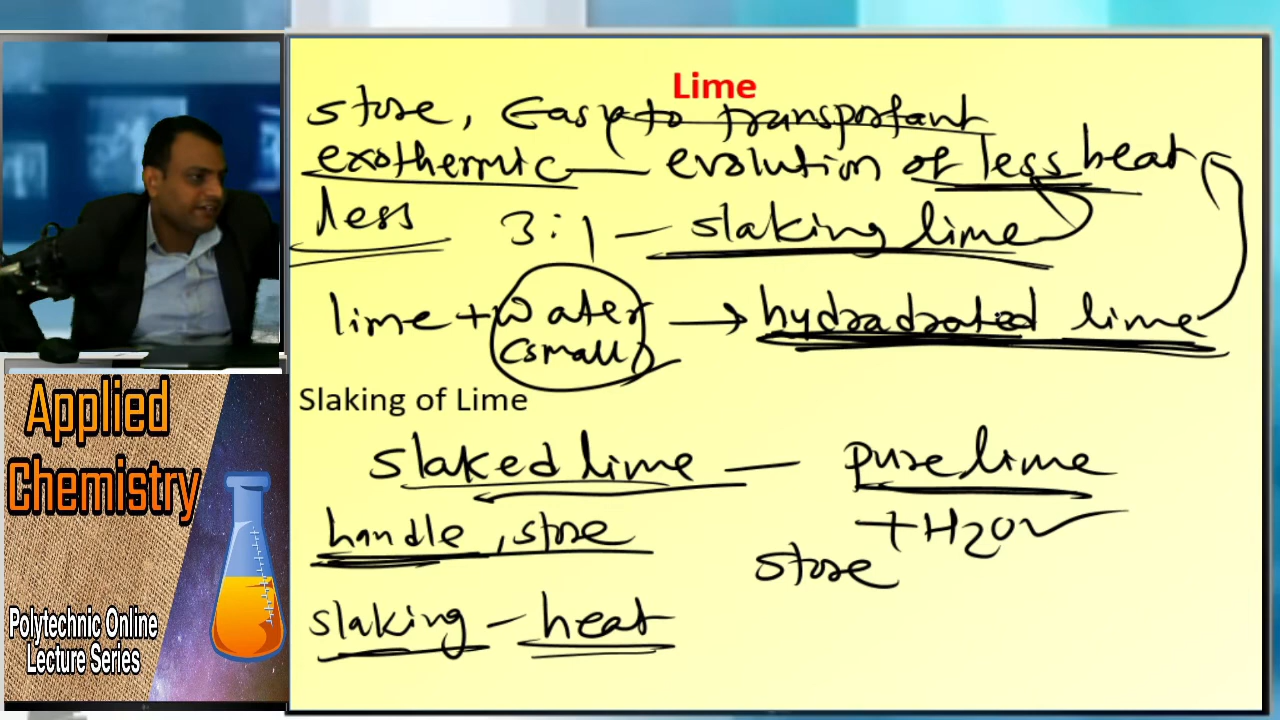 Lime
store, Easy to transportant
exothermic — evolution of less heat
less 3:1 — slaking lime
lime + water → hydradrated lime
(small)
Slaking of Lime
slaked lime — pure lime
+ H2O
handle, store
store
slaking - heat
Applied
Chemistry
Polytechnic Online
Lecture Series